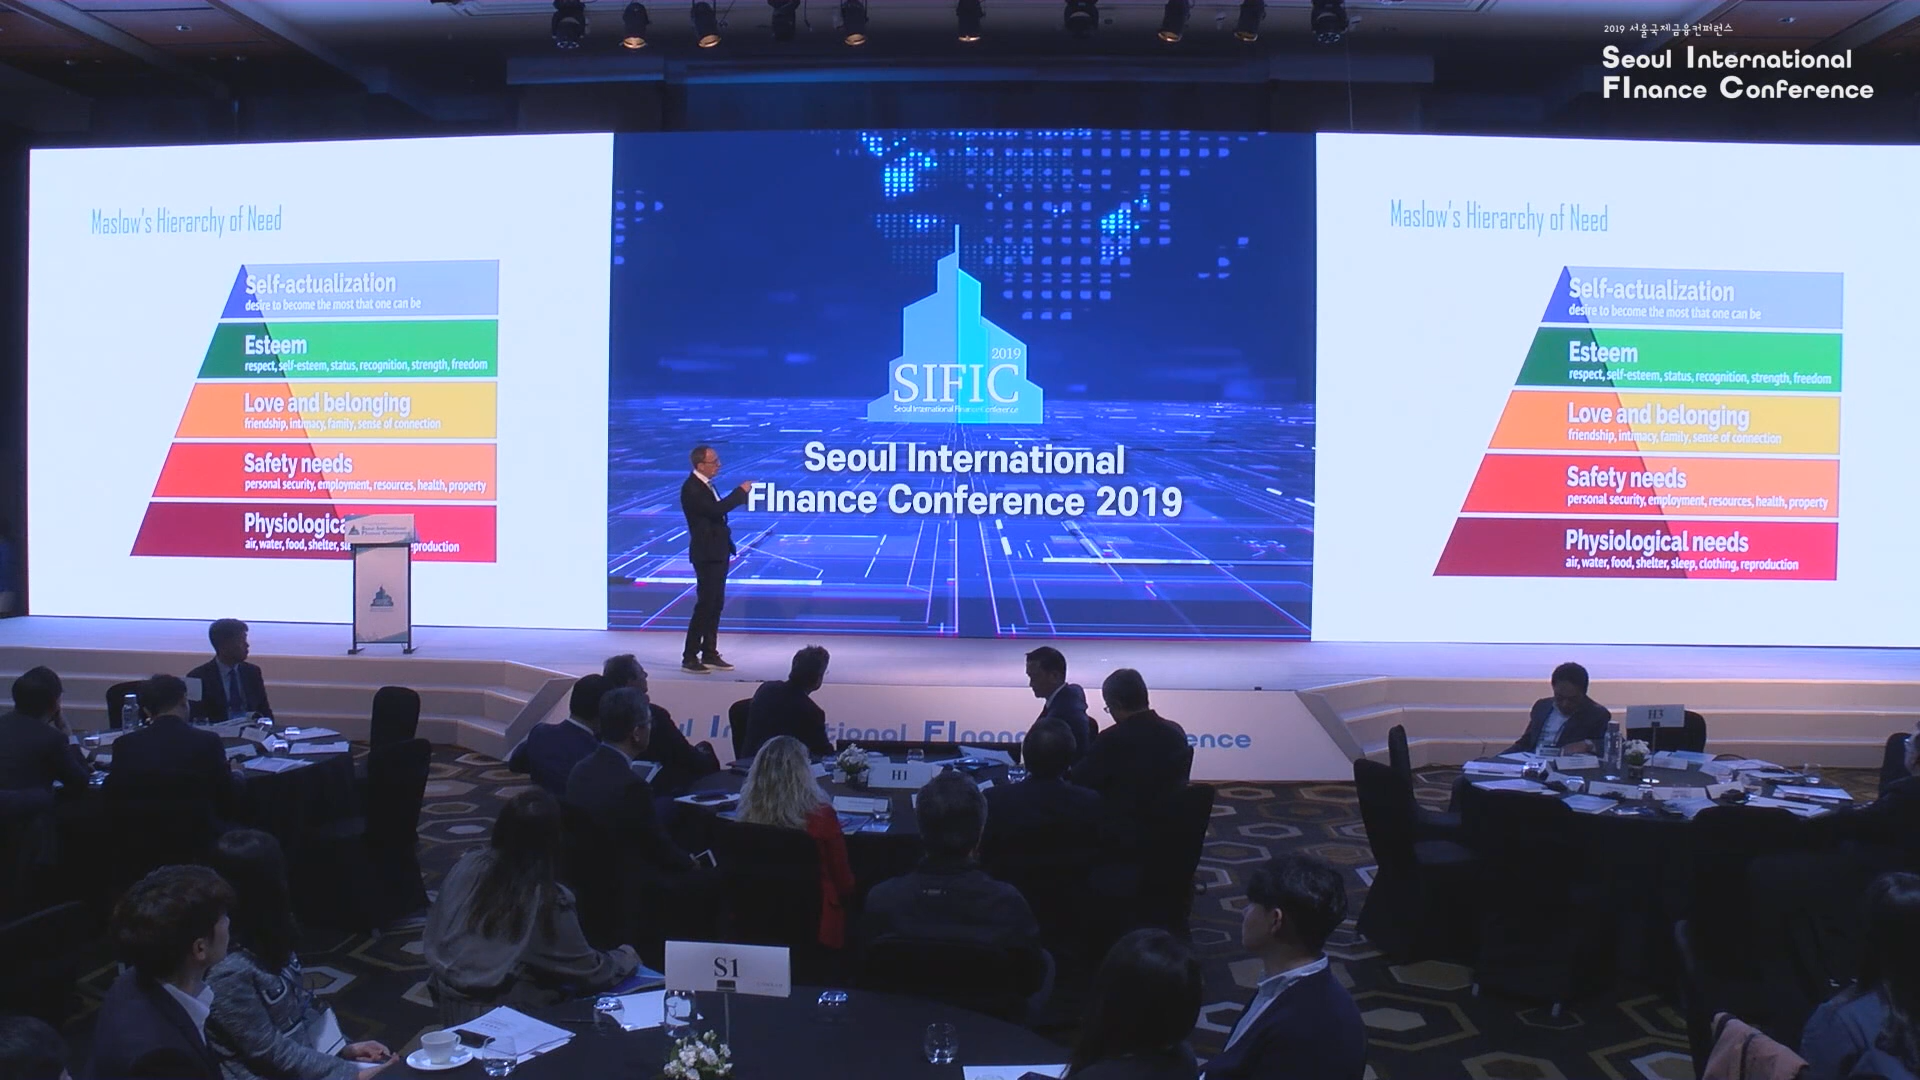 2019 서울국제금융컨퍼런스
Seoul International
FInance Conference
Maslow's Hierarchy of Need
Self-actualization
desire to become the most that one can be
Esteem
respect, self-esteem, status, recognition, strength, freedom
Love and belonging
friendship, intimacy, family, sense of connection
Safety needs
personal security, employment, resources, health, property
Physiologica
air, water, food, shelter, reproduction
Seoul International
FInance Conference
2019
SIFIC
Seoul International Finance Conference
Seoul International
FInance Conference 2019
Maslow's Hierarchy of Need
Self-actualization
desire to become the most that one can be
Esteem
respect, self-esteem, status, recognition, strength, freedom
Love and belonging
friendship, intimacy, family, sense of connection
Safety needs
personal security, employment, resources, health, property
Physiological needs
air, water, food, shelter, sleep, clothing, reproduction
H3
H1
S1